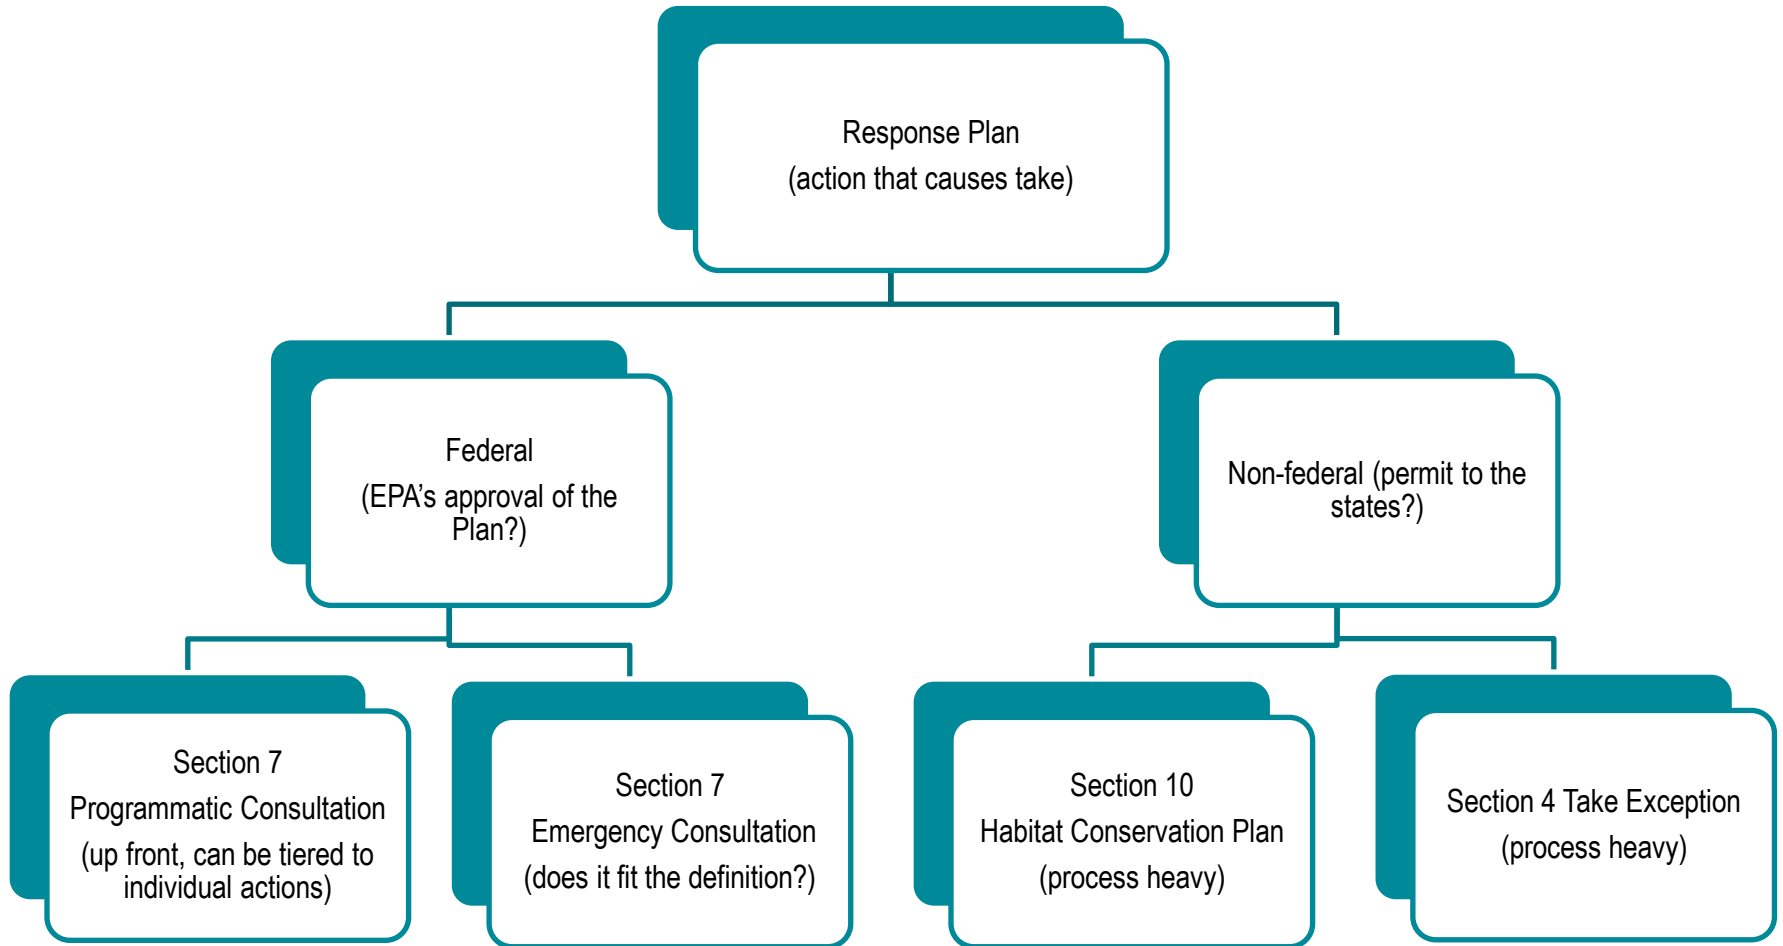 Response Plan
(action that causes take)
Federal
(EPA’s approval of the
Plan?)
Non-federal (permit to the
states?)
Section 7
Programmatic Consultation
(up front, can be tiered to
individual actions)
Section 7
Emergency Consultation
(does it fit the definition?)
Section 10
Habitat Conservation Plan
(process heavy)
Section 4 Take Exception
(process heavy)